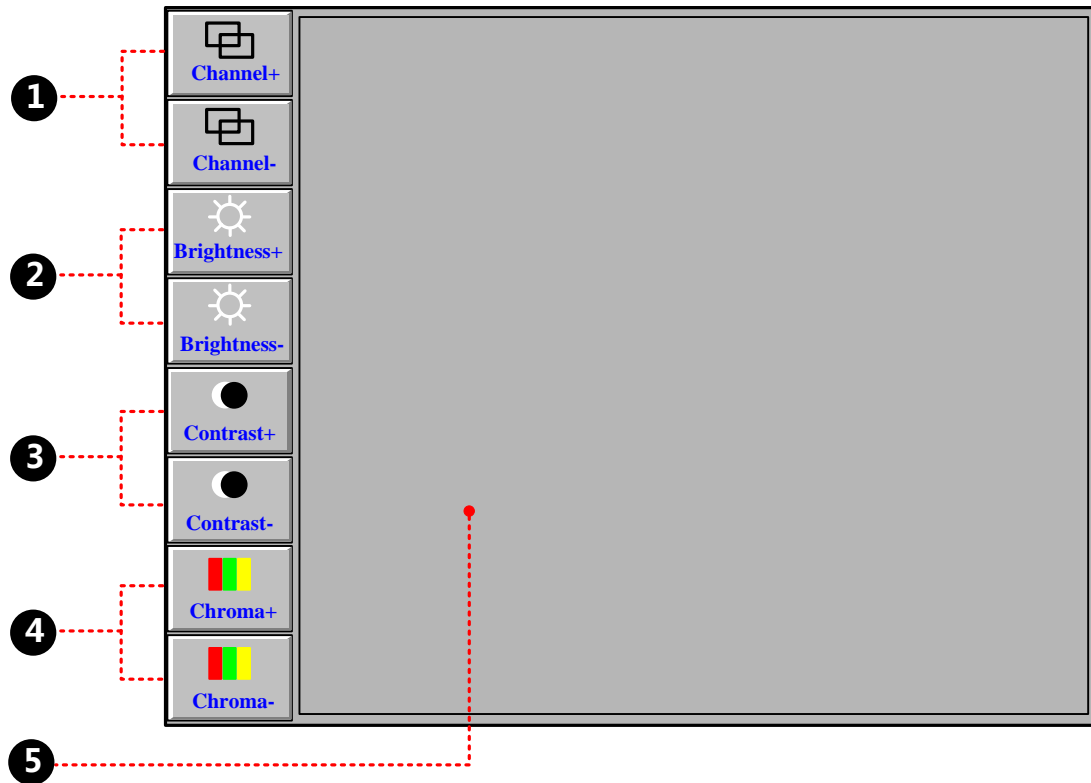 1
Channel+
Channel-
2
Brightness+
Brightness-
3
Contrast+
Contrast-
4
Chroma+
Chroma-
5